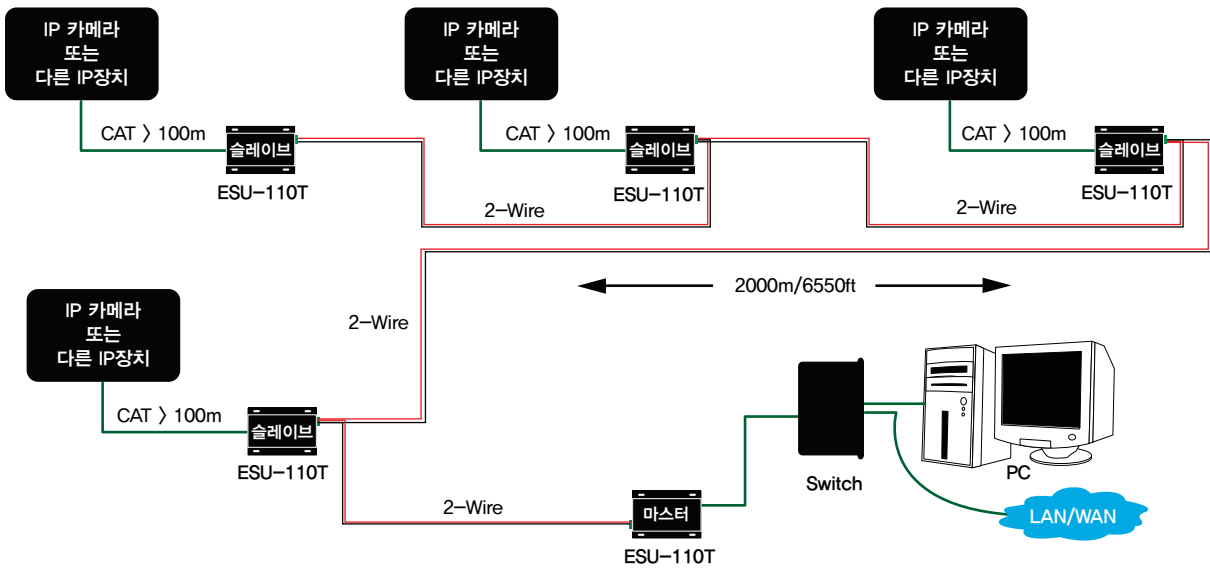 IP 카메라
또는
다른 IP장치
IP 카메라
또는
다른 IP장치
IP 카메라
또는
다른 IP장치
CAT 〉 100m
슬레이브
CAT 〉 100m
슬레이브
CAT 〉 100m
슬레이브
ESU-110T
ESU-110T
ESU-110T
2-Wire
2-Wire
2000m/6550ft
IP 카메라
또는
다른 IP장치
2-Wire
CAT 〉 100m
슬레이브
ESU-110T
Switch
PC
2-Wire
마스터
LAN/WAN
ESU-110T